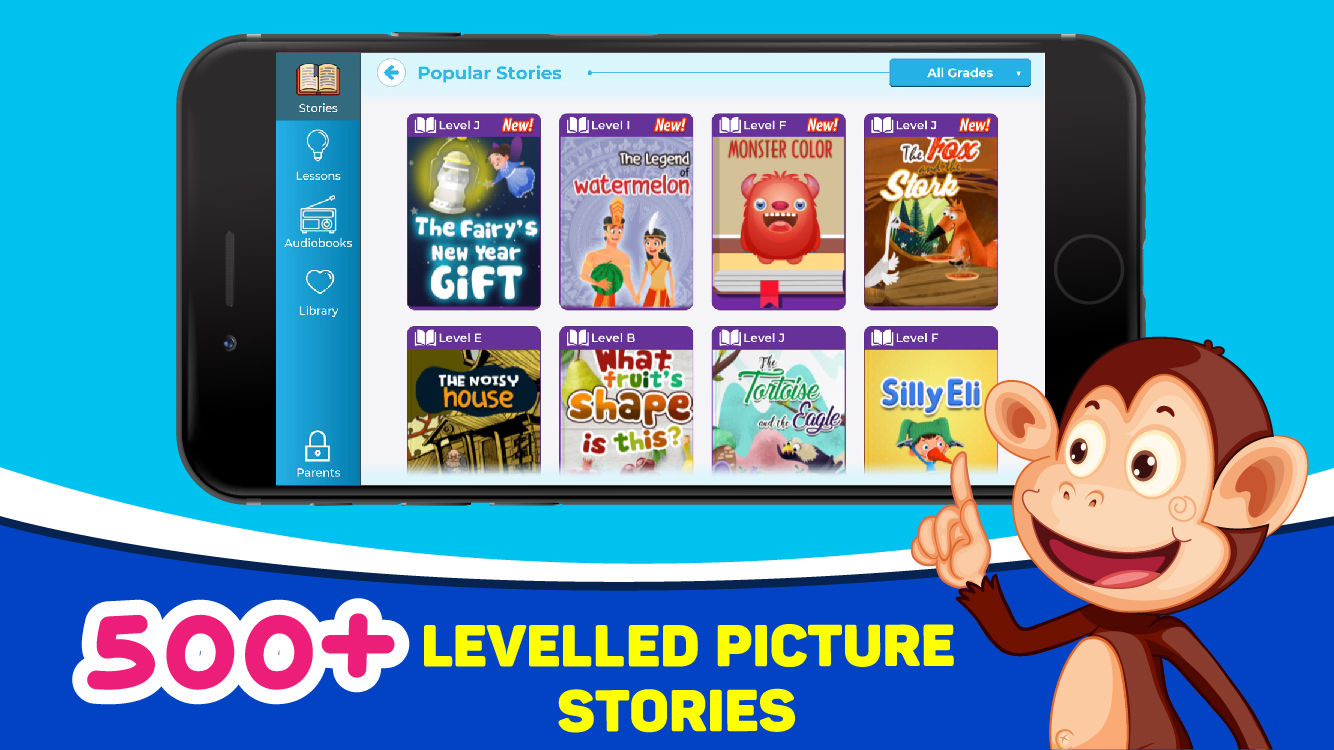 Stories
Lessons
Audiobooks
Library
Parents
Popular Stories
All Grades
Level J New!
The Fairy's
New Year
GiFT
Level I New!
The Legend
of
watermelon
Level F New!
MONSTER COLOR
Level J New!
The Fox
and the
Stork
Level E
THE NOISY
house
Level B
What
fruit's
shape
is this?
Level J
The
Tortoise
and the Eagle
Level F
Silly Eli
500+ LEVELLED PICTURE
STORIES